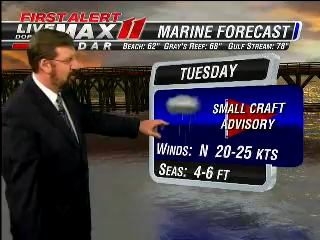 FIRST ALERT
LIVE MAX 11
DOPPLER RADAR
MARINE FORECAST
BEACH: 62° GRAY'S REEF: 68° GULF STREAM: 78°
TUESDAY
SMALL CRAFT
ADVISORY
WINDS: N 20-25 KTS
SEAS: 4-6 FT